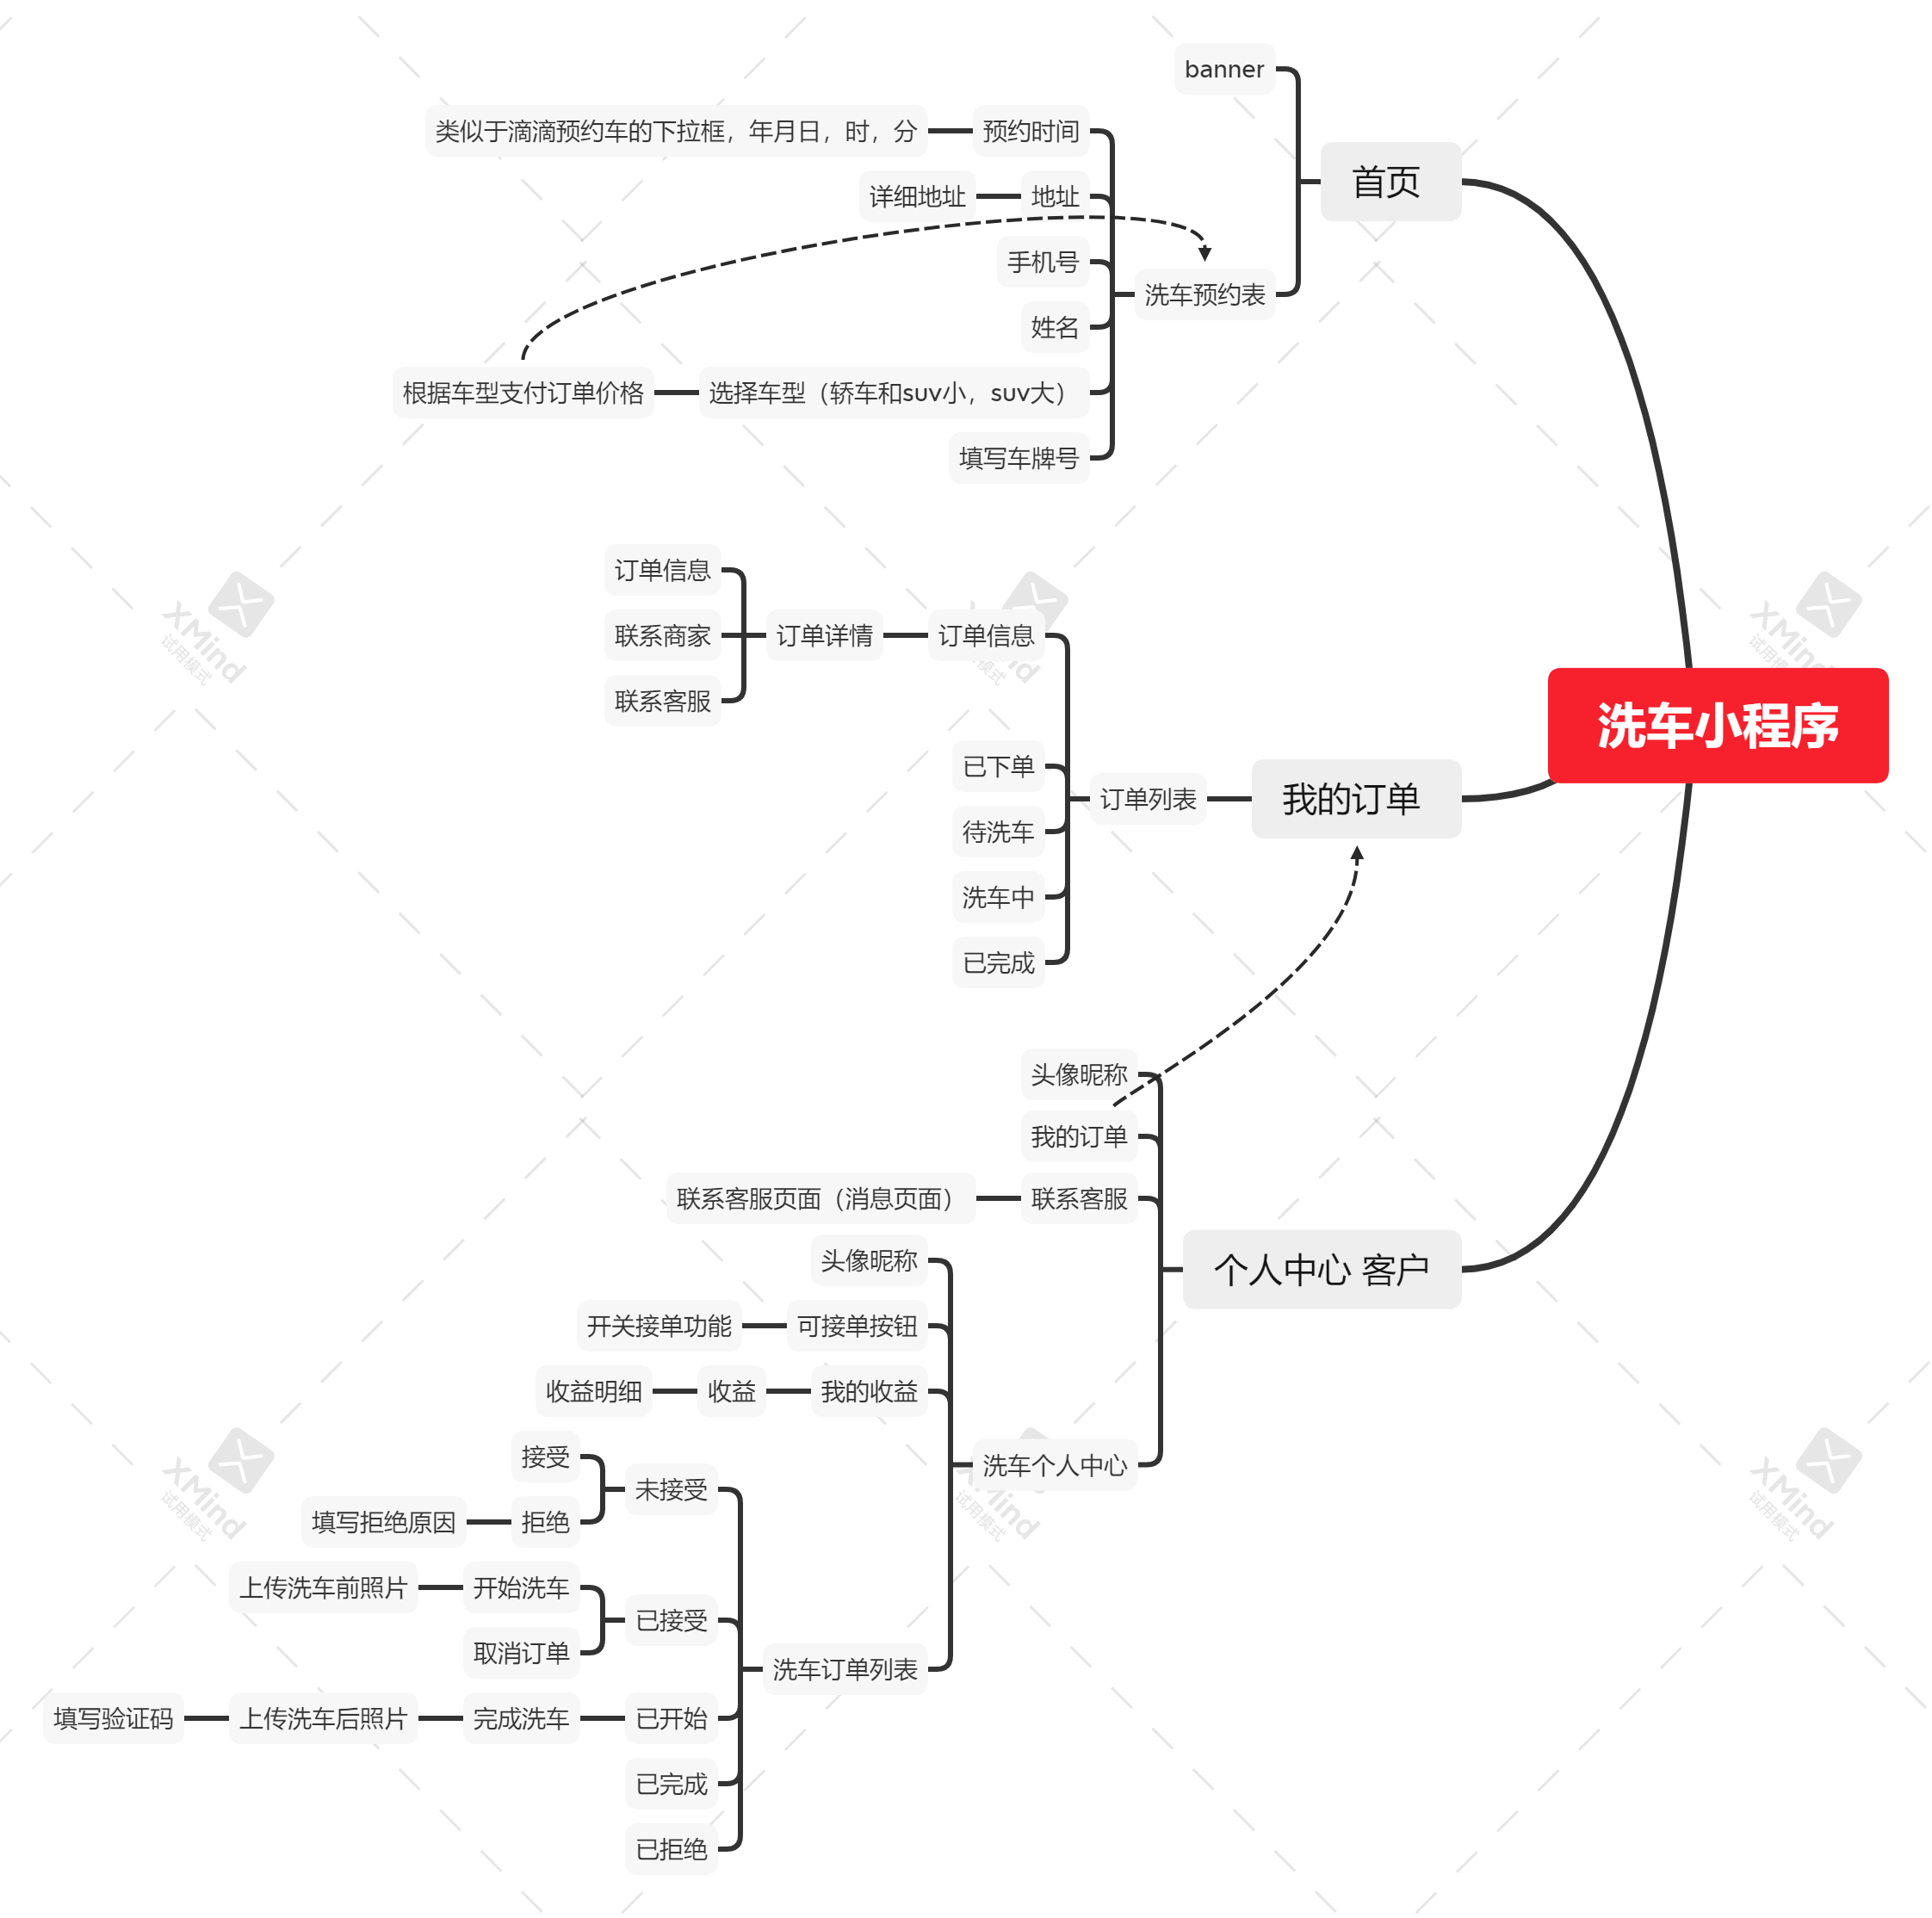 洗车小程序
首页
banner
洗车预约表
预约时间
类似于滴滴预约车的下拉框，年月日，时，分
地址
详细地址
手机号
姓名
选择车型（轿车和suv小，suv大）
根据车型支付订单价格
填写车牌号
我的订单
订单列表
订单信息
订单详情
订单信息
联系商家
联系客服
已下单
待洗车
洗车中
已完成
个人中心 客户
头像昵称
我的订单
联系客服
联系客服页面（消息页面）
洗车个人中心
头像昵称
可接单按钮
开关接单功能
我的收益
收益
收益明细
洗车订单列表
未接受
接受
拒绝
填写拒绝原因
已接受
开始洗车
上传洗车前照片
取消订单
已开始
完成洗车
上传洗车后照片
填写验证码
已完成
已拒绝
XMind
试用模式
XMind
试用模式
XMind
试用模式
XMind
试用模式